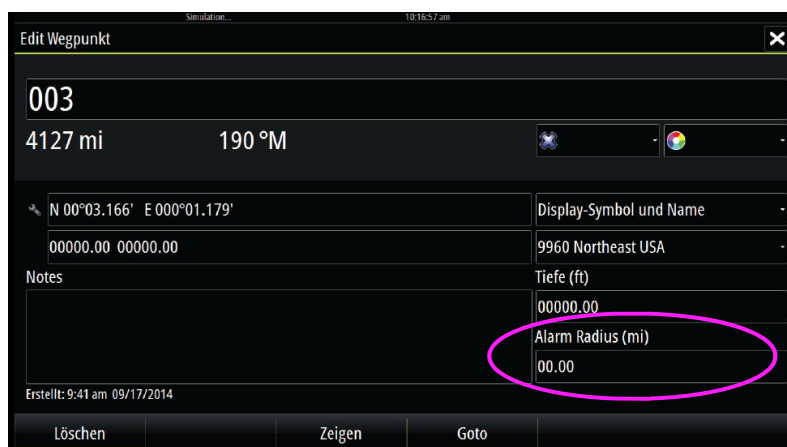 Simulation... 10:16:57 am
Edit Wegpunkt
003
4127 mi 190 °M
N 00°03.166' E 000°01.179' Display-Symbol und Name
00000.00 00000.00 9960 Northeast USA
Notes Tiefe (ft)
00000.00
Alarm Radius (mi)
00.00
Erstellt: 9:41 am 09/17/2014
Löschen Zeigen Goto